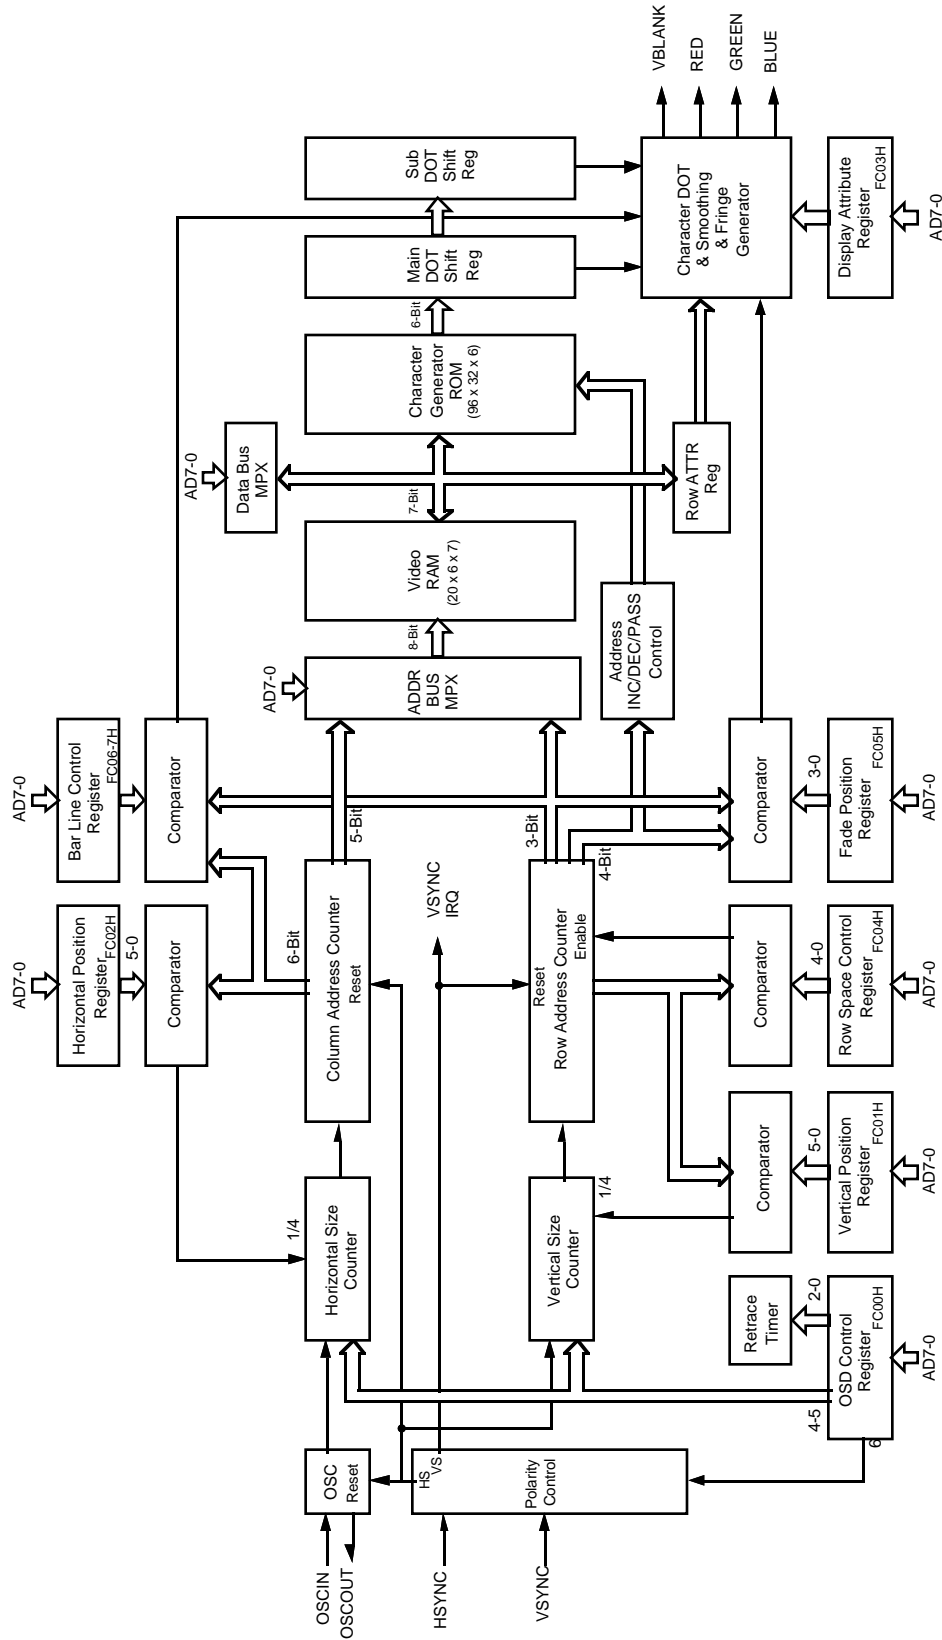 AD7-0
Horizontal Position
Register
FC02H
5-0
Comparator
AD7-0
Bar Line Control
Register
FC06-7H
Comparator
OSCIN
OSCOUT
OSC
Reset
1/4
Horizontal Size
Counter
6-Bit
Column Address Counter
Reset
5-Bit
AD7-0
ADDR
BUS
MPX
8-Bit
Video
RAM
(20 x 6 x 7)
7-Bit
AD7-0
Data Bus
MPX
Character
Generator
ROM
(96 x 32 x 6)
6-Bit
Main
DOT
Shift
Reg
Sub
DOT
Shift
Reg
HSYNC
VSYNC
HS
VS
Polarity
Control
VSYNC
IRQ
Vertical Size
Counter
1/4
Reset
Row Address Counter
Enable
3-Bit
4-Bit
Address
INC/DEC/PASS
Control
Row ATTR
Reg
Character DOT
& Smoothing
& Fringe
Generator
VBLANK
RED
GREEN
BLUE
Retrace
Timer
2-0
4-5
OSD Control
Register
FC00H
6
AD7-0
Comparator
5-0
Vertical Position
Register
FC01H
AD7-0
Comparator
4-0
Row Space Control
Register
FC04H
AD7-0
Comparator
3-0
Fade Position
Register
FC05H
AD7-0
Display Attribute
Register
FC03H
AD7-0